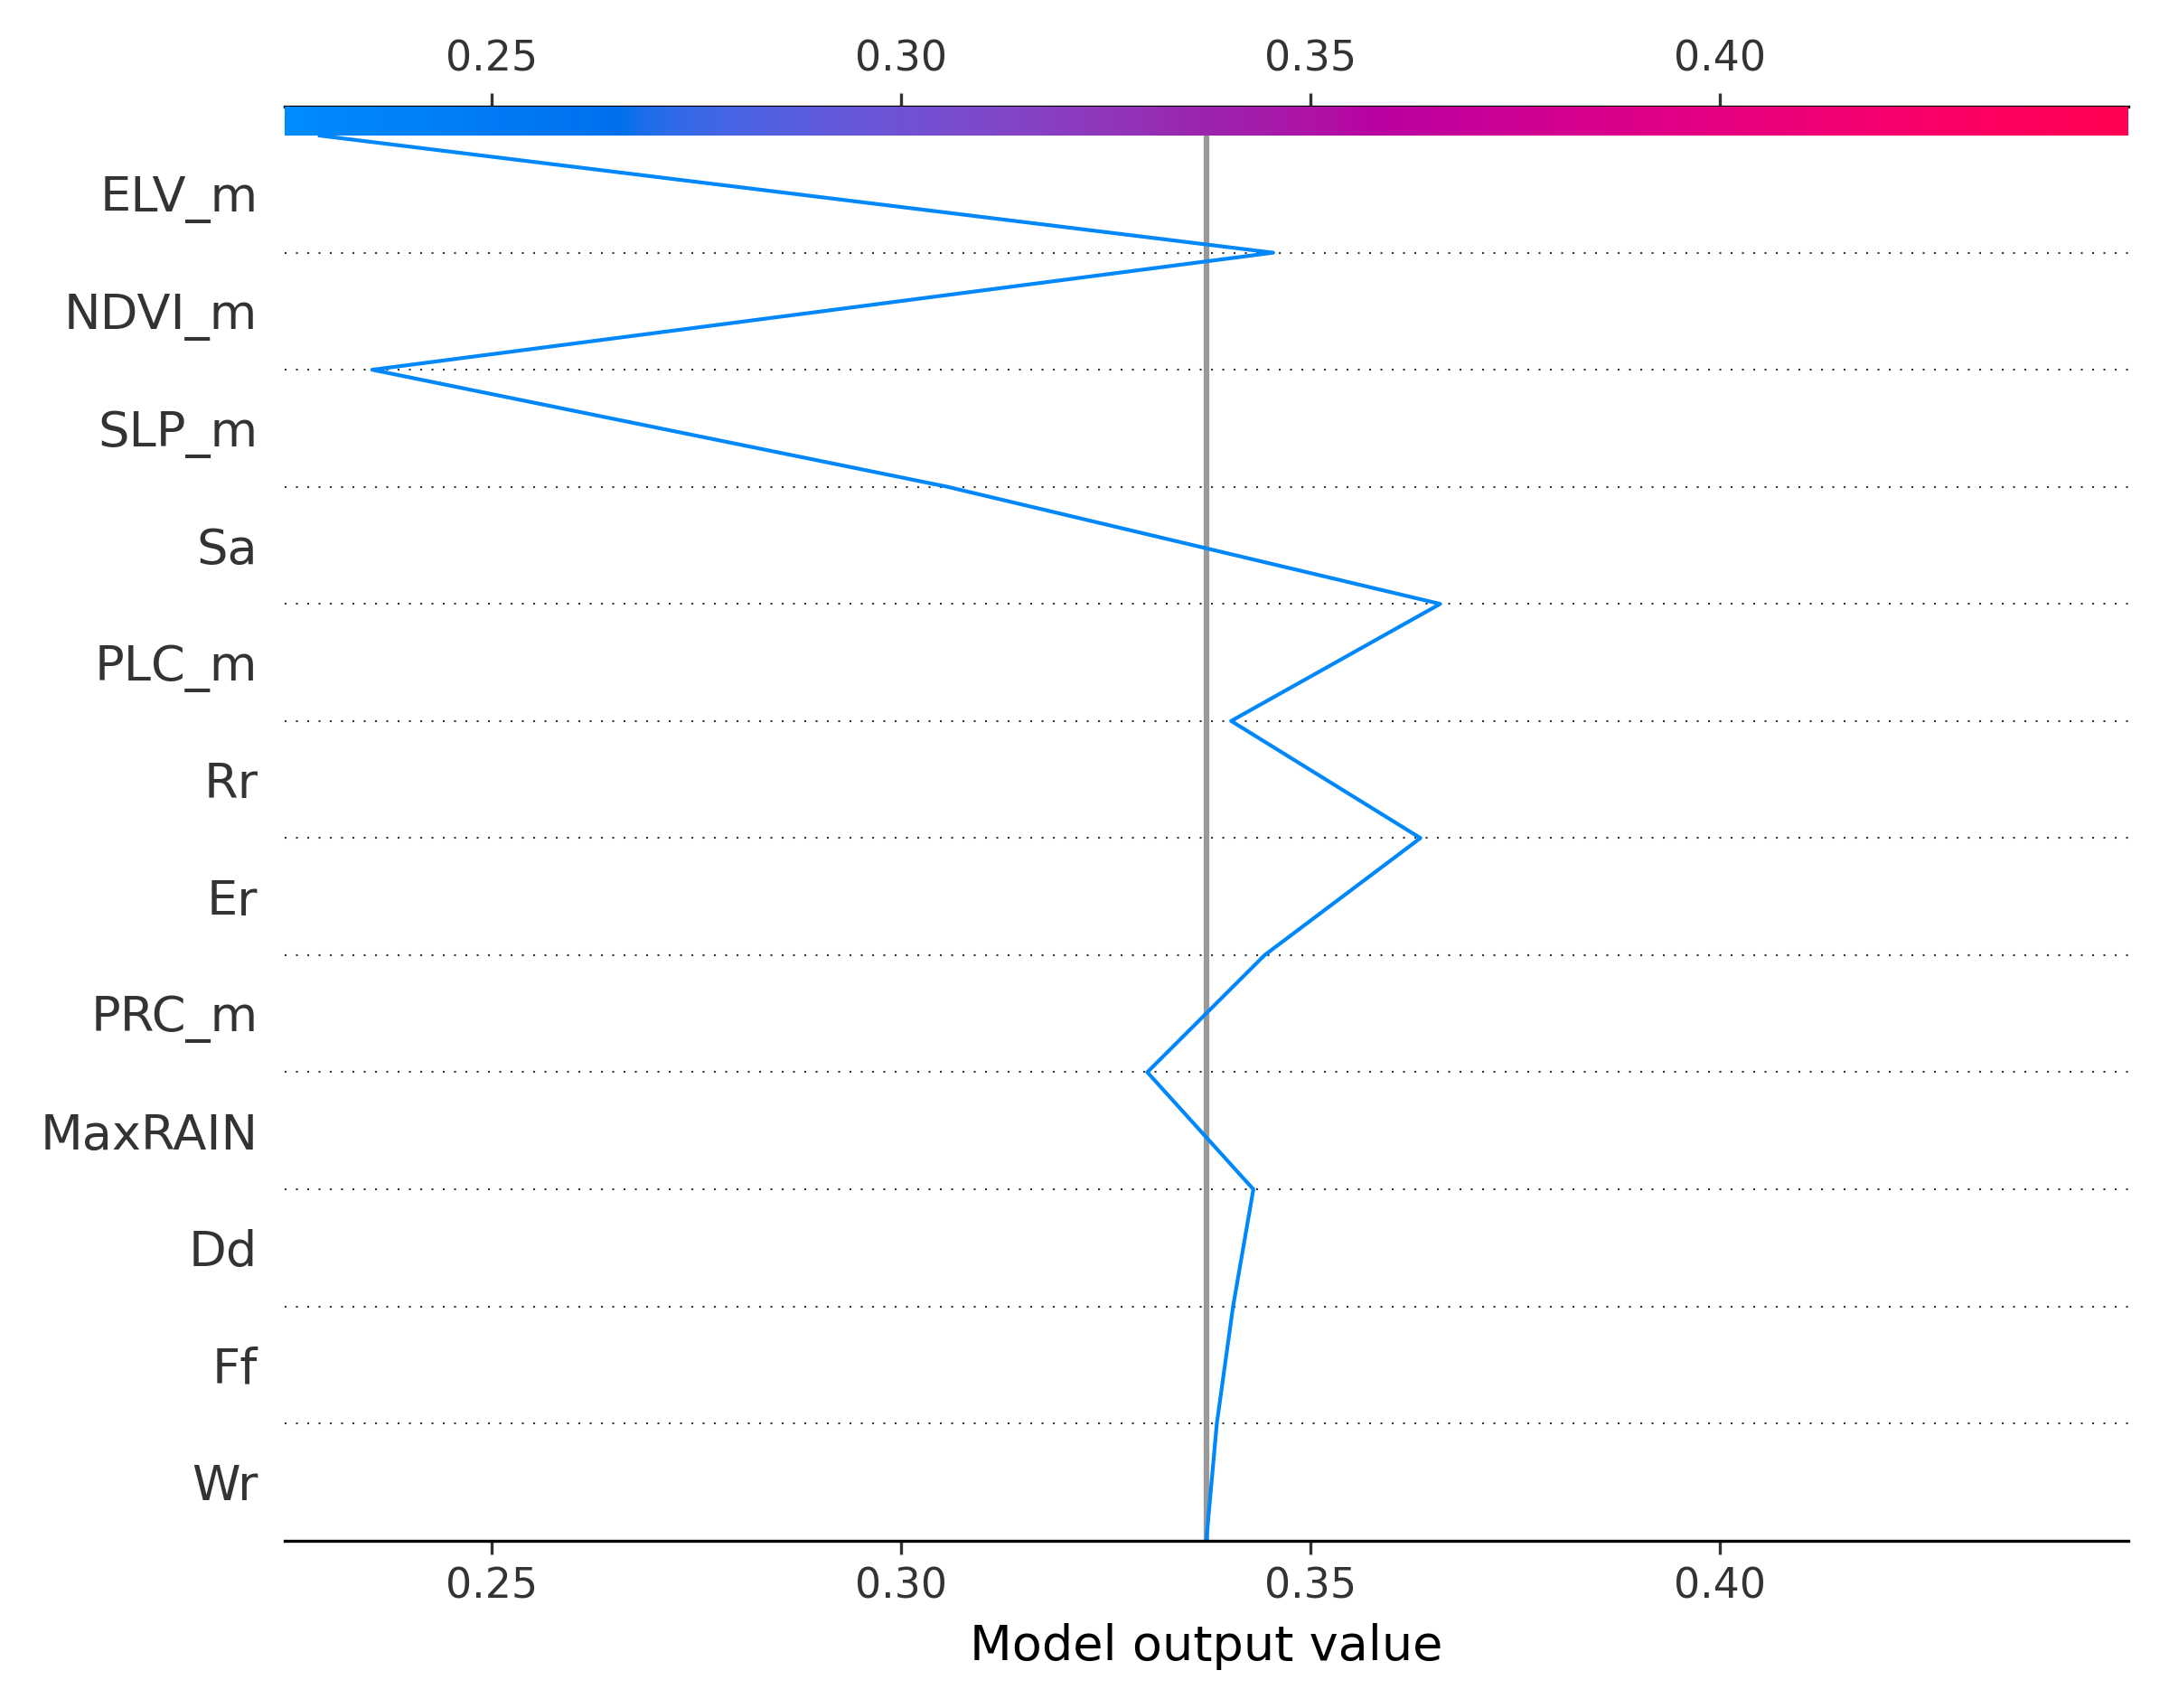 0.25 0.30 0.35 0.40
ELV_m
NDVI_m
SLP_m
Sa
PLC_m
Rr
Er
PRC_m
MaxRAIN
Dd
Ff
Wr
0.25 0.30 0.35 0.40
Model output value